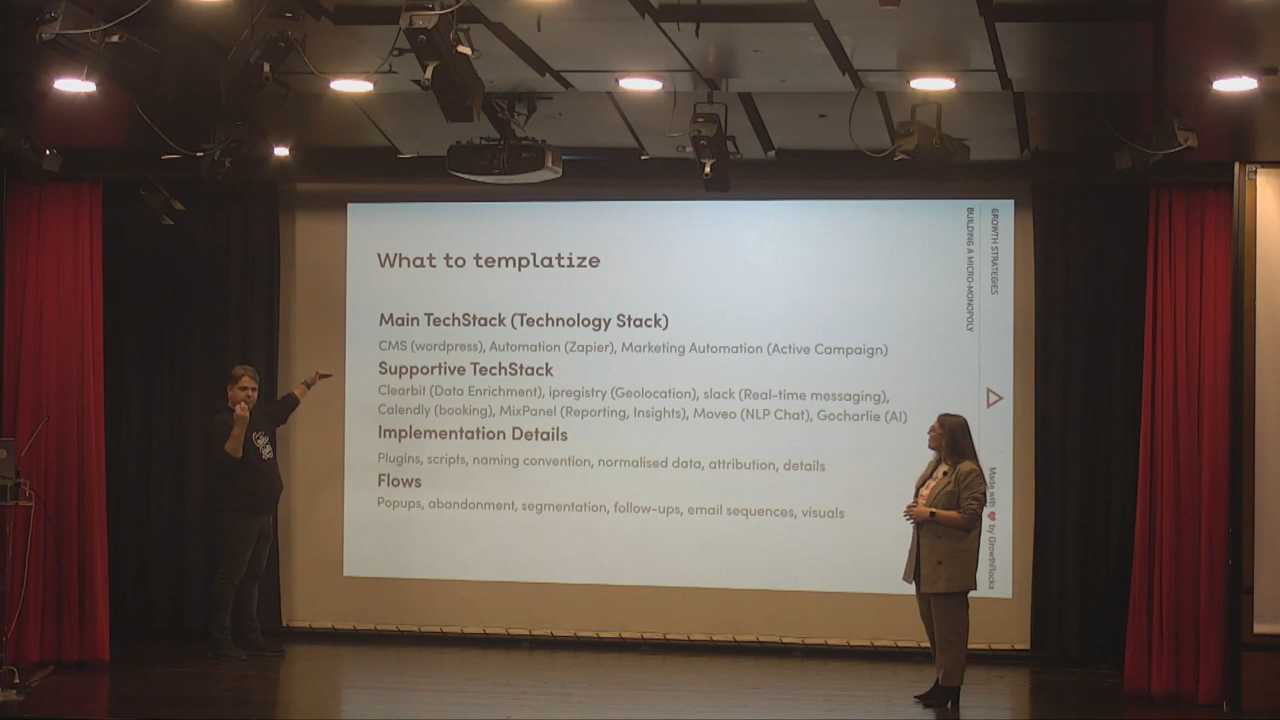 What to templatize
Main TechStack (Technology Stack)
CMS (wordpress), Automation (Zapier), Marketing Automation (Active Campaign)
Supportive TechStack
Clearbit (Data Enrichment), ipregistry (Geolocation), slack (Real-time messaging),
Calendly (booking), MixPanel (Reporting, Insights), Moveo (NLP Chat), Gocharlie (AI)
Implementation Details
Plugins, scripts, naming convention, normalised data, attribution, details
Flows
Popups, abandonment, segmentation, follow-ups, email sequences, visuals
GROWTH STRATEGIES
BUILDING A MICRO-MONOPOLY
Made with ❤ by GrowthRocks